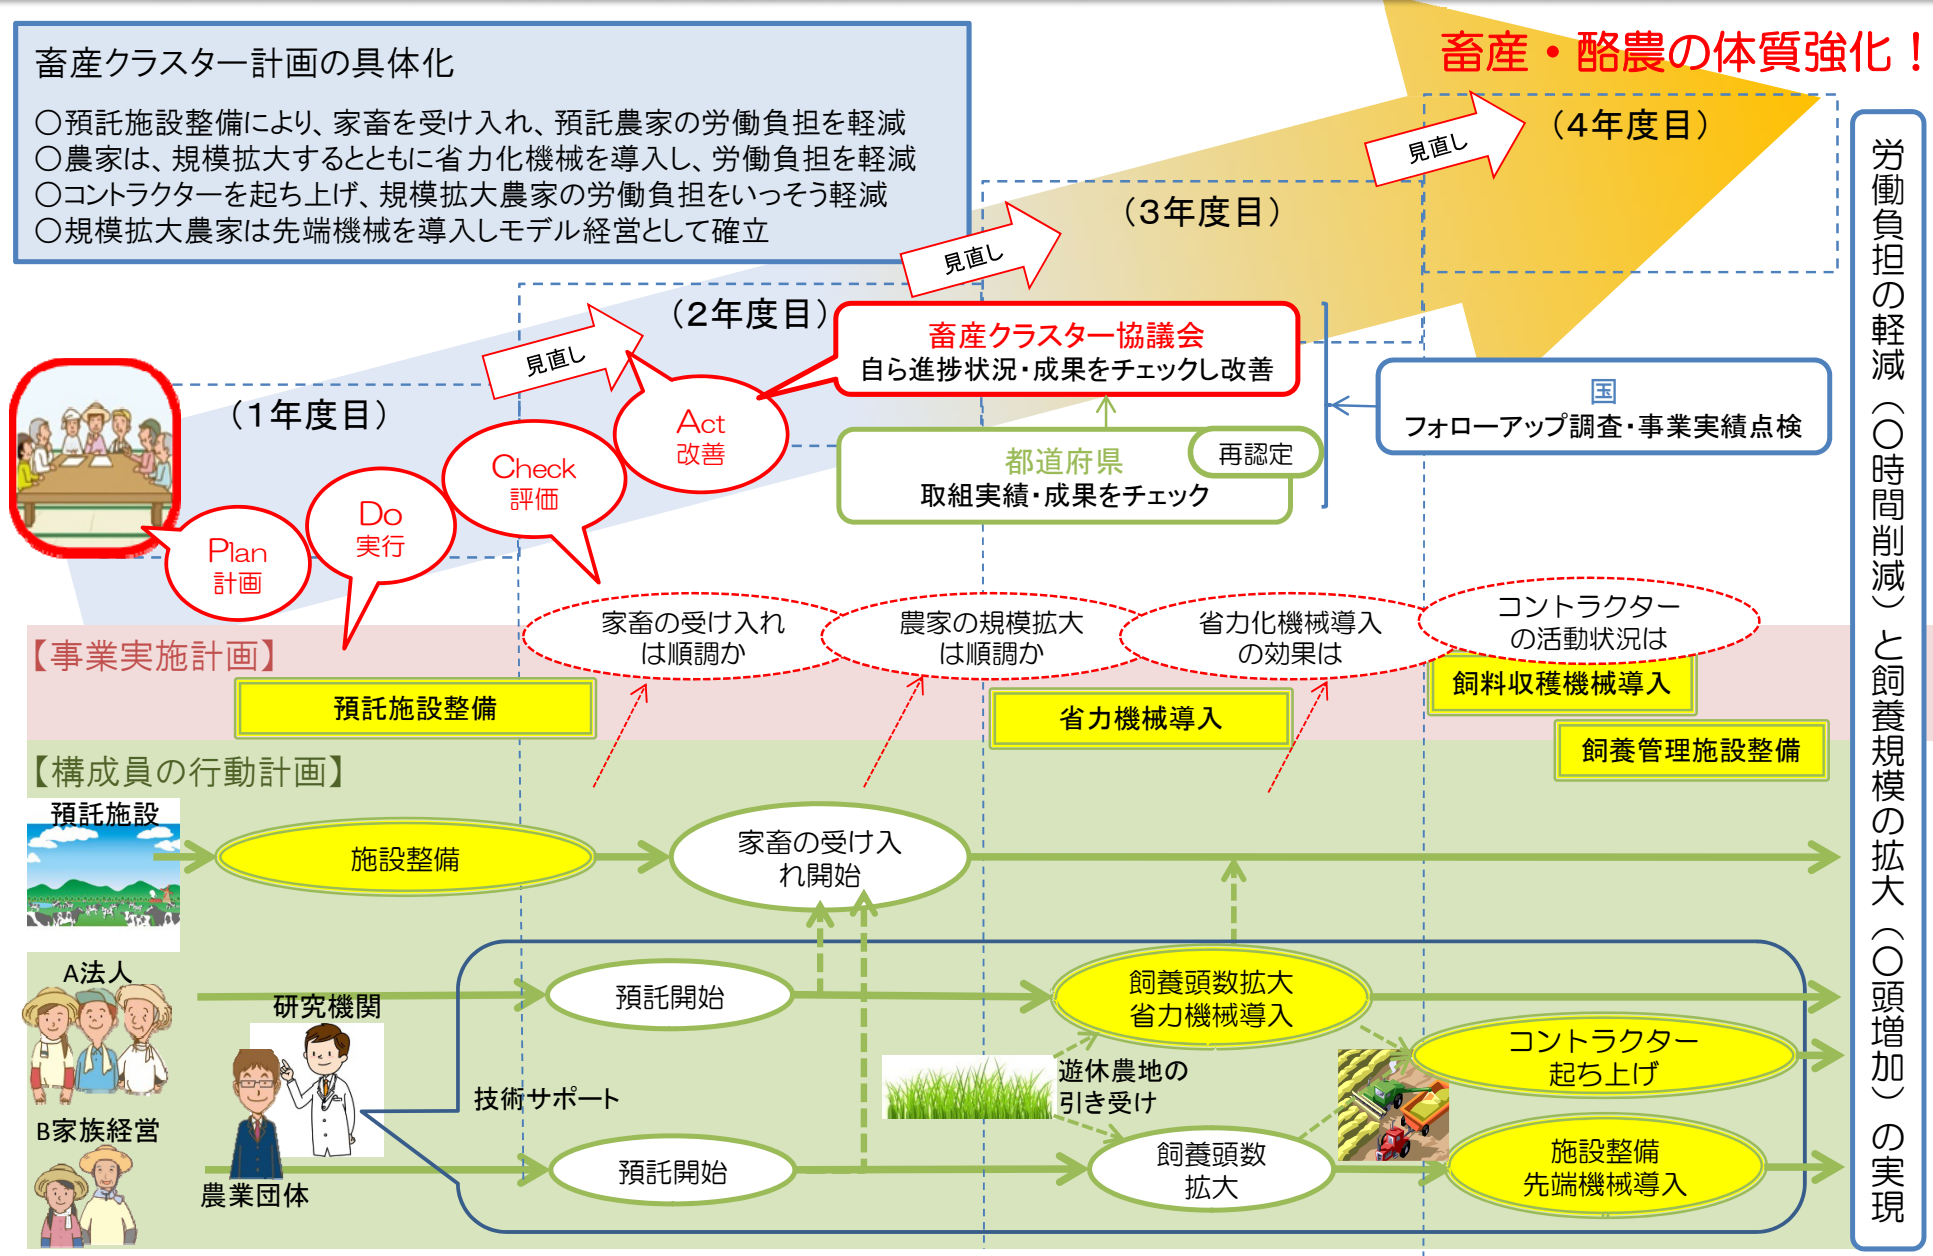 畜産・酪農の体質強化！
畜産クラスター計画の具体化
○預託施設整備により、家畜を受け入れ、預託農家の労働負担を軽減
○農家は、規模拡大するとともに省力化機械を導入し、労働負担を軽減
○コントラクターを起ち上げ、規模拡大農家の労働負担をいっそう軽減
○規模拡大農家は先端機械を導入しモデル経営として確立
（1年度目）
見直し
（2年度目）
見直し
（3年度目）
見直し
（4年度目）
Plan
計画
Do
実行
Check
評価
Act
改善
畜産クラスター協議会
自ら進捗状況・成果をチェックし改善
都道府県
取組実績・成果をチェック
再認定
国
フォローアップ調査・事業実績点検
【事業実施計画】
家畜の受け入れ
は順調か
農家の規模拡大
は順調か
省力化機械導入
の効果は
コントラクター
の活動状況は
預託施設整備
省力機械導入
飼料収穫機械導入
飼養管理施設整備
【構成員の行動計画】
預託施設
施設整備
家畜の受け入
れ開始
A法人
預託開始
飼養頭数拡大
省力機械導入
研究機関
農業団体
技術サポート
遊休農地の
引き受け
コントラクター
起ち上げ
B家族経営
預託開始
飼養頭数
拡大
施設整備
先端機械導入
労働負担の軽減（○時間削減）と飼養規模の拡大（○頭増加）の実現